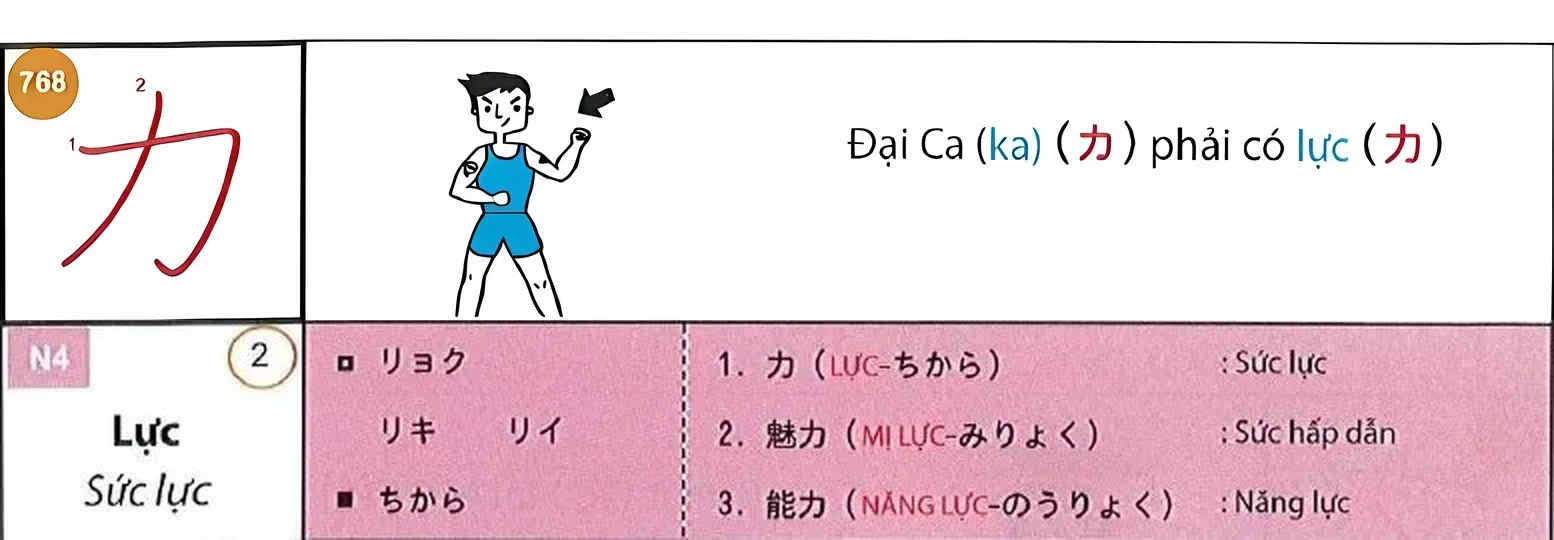 768
力
1
2
Đại Ca (ka) (カ) phải có lực (力)
N4
2
Lực
Sức lực
リョク
リキ リイ
ちから
1. 力 (LỰC-ちから) : Sức lực
2. 魅力 (MỊ LỰC-みりょく) : Sức hấp dẫn
3. 能力 (NĂNG LỰC-のうりょく) : Năng lực